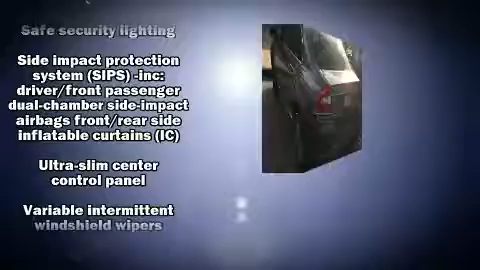 Safe security lighting
Side impact protection
system (SIPS) -inc:
driver/front passenger
dual-chamber side-impact
airbags front/rear side
inflatable curtains (IC)
Ultra-slim center
control panel
Variable intermittent
windshield wipers